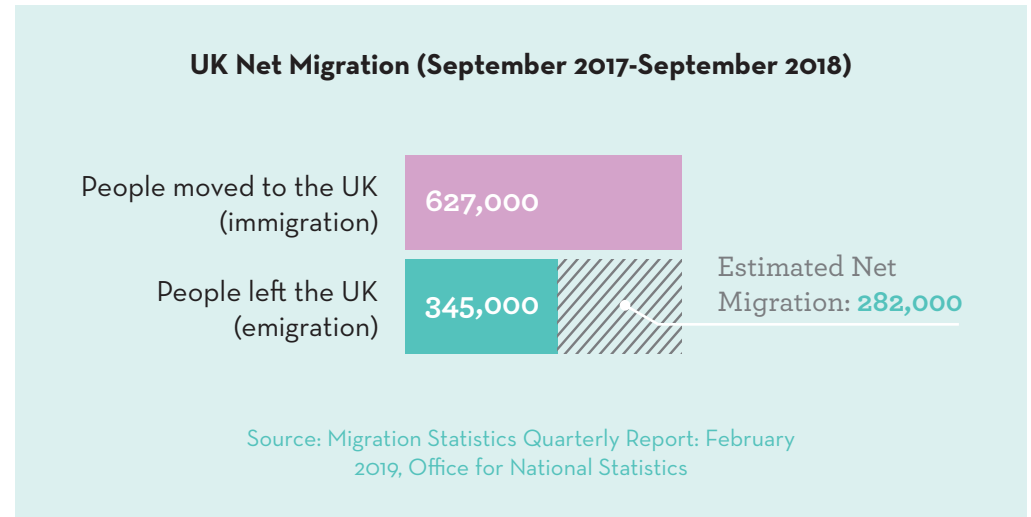 UK Net Migration (September 2017-September 2018)
People moved to the UK
(immigration)
627,000
People left the UK
(emigration)
345,000
Estimated Net
Migration: 282,000
Source: Migration Statistics Quarterly Report: February
2019, Office for National Statistics